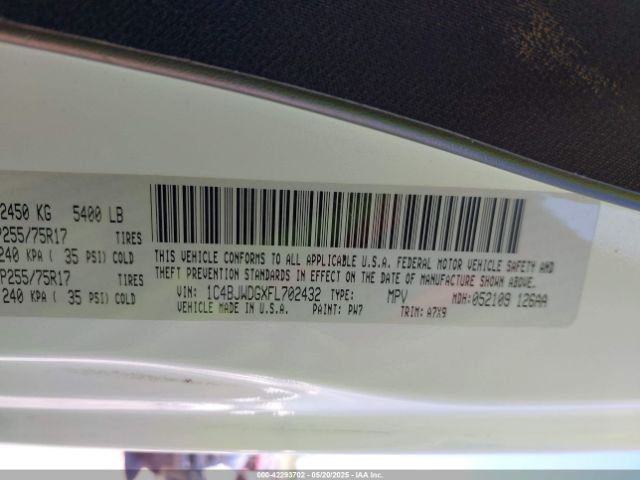 2450 KG 5400 LB
P255/75R17 TIRES
240 KPA ( 35 PSI) COLD
P255/75R17 TIRES
240 KPA ( 35 PSI) COLD
THIS VEHICLE CONFORMS TO ALL APPLICABLE U.S.A. FEDERAL MOTOR VEHICLE SAFETY AND
THEFT PREVENTION STANDARDS IN EFFECT ON THE DATE OF MANUFACTURE SHOWN ABOVE.
VIN: 1C4BJWDGXFL702432 TYPE: MPV MDH: 052109 126AA
VEHICLE MADE IN U.S.A. PAINT: PW7 TRIM: A7X9
000-42293702 - 05/20/2025 - IAAI.COM